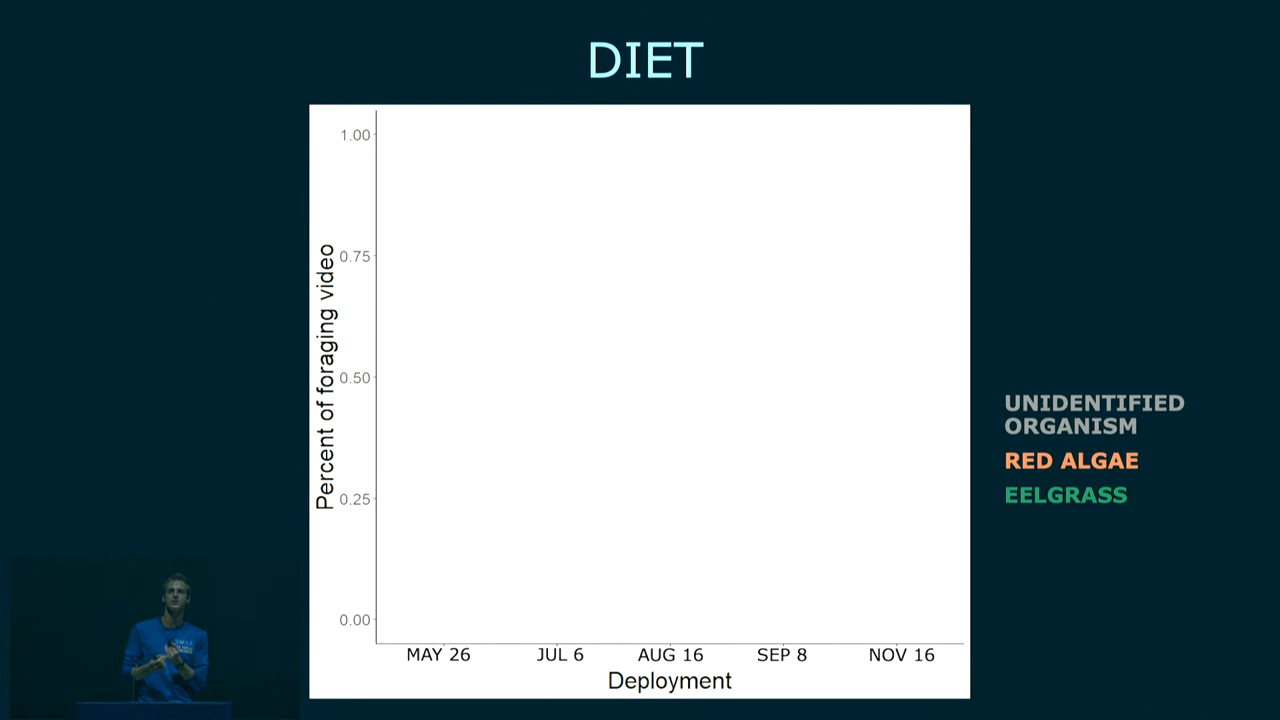 DIET
1.00
0.75
0.50
0.25
0.00
Percent of foraging video
MAY 26 JUL 6 AUG 16 SEP 8 NOV 16
Deployment
UNIDENTIFIED
ORGANISM
RED ALGAE
EELGRASS